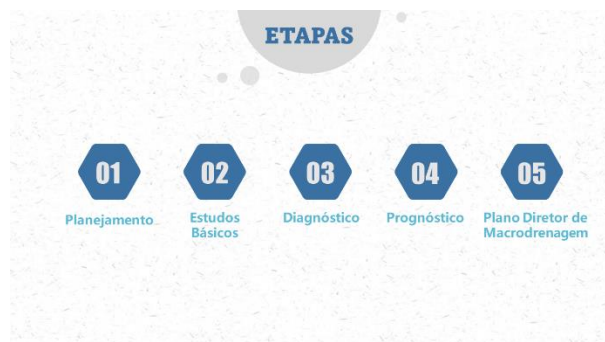 ETAPAS
01
02
03
04
05
Planejamento
Estudos
Básicos
Diagnóstico
Prognóstico
Plano Diretor de
Macrodrenagem